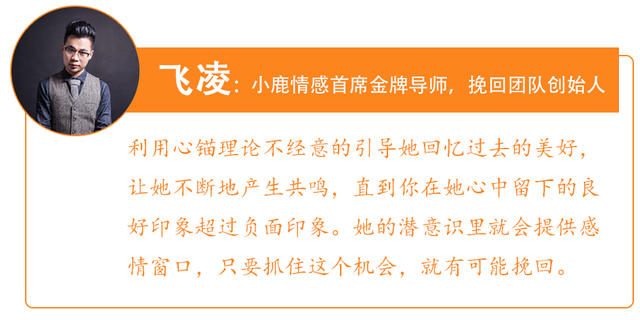 飞凌：小鹿情感首席金牌导师，挽回团队创始人
利用心锚理论不经意的引导她回忆过去的美好，
让她不断地产生共鸣，直到你在她心中留下的良
好印象超过负面印象。她的潜意识里就会提供感
情窗口，只要抓住这个机会，就有可能挽回。